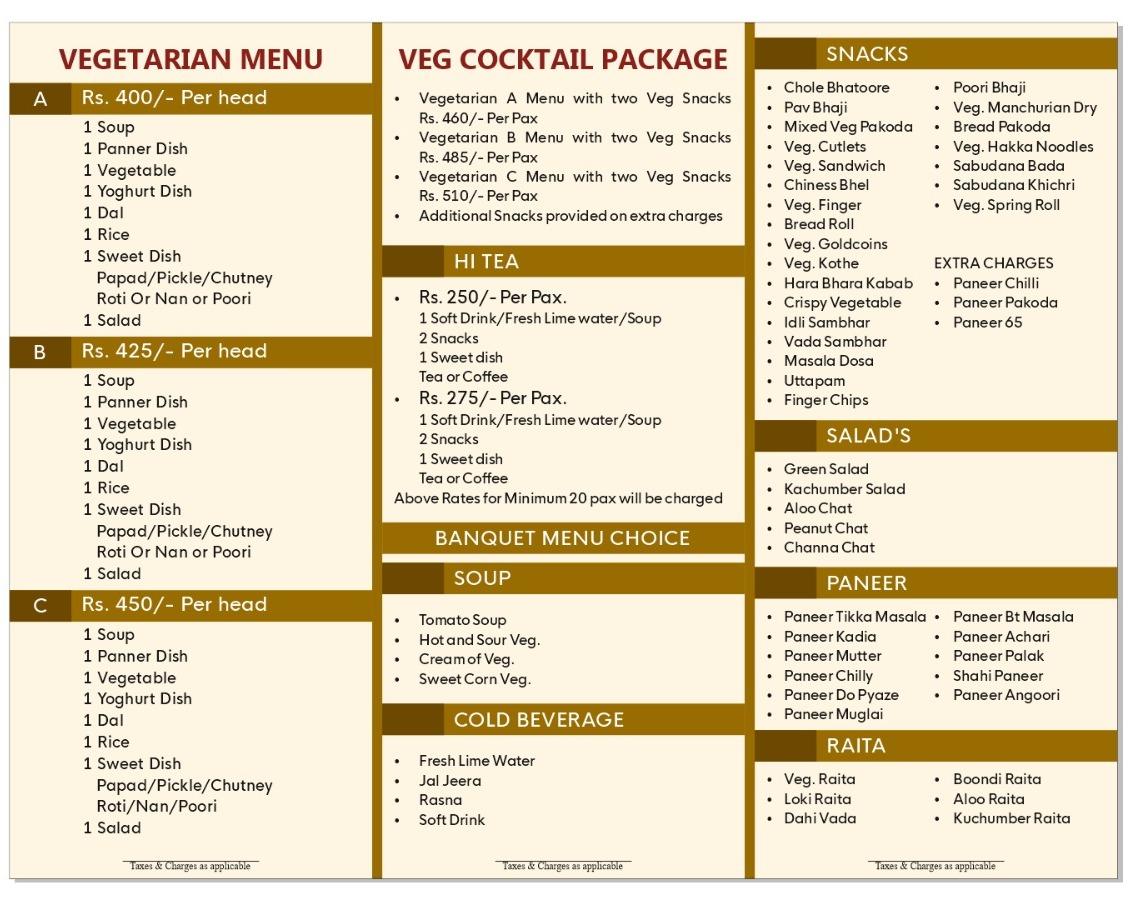 VEGETARIAN MENU
A Rs. 400/- Per head
1 Soup
1 Panner Dish
1 Vegetable
1 Yoghurt Dish
1 Dal
1 Rice
1 Sweet Dish
Papad/Pickle/Chutney
Roti Or Nan or Poori
1 Salad
B Rs. 425/- Per head
1 Soup
1 Panner Dish
1 Vegetable
1 Yoghurt Dish
1 Dal
1 Rice
1 Sweet Dish
Papad/Pickle/Chutney
Roti Or Nan or Poori
1 Salad
C Rs. 450/- Per head
1 Soup
1 Panner Dish
1 Vegetable
1 Yoghurt Dish
1 Dal
1 Rice
1 Sweet Dish
Papad/Pickle/Chutney
Roti/Nan/Poori
1 Salad
Taxes & Charges as applicable
VEG COCKTAIL PACKAGE
• Vegetarian A Menu with two Veg Snacks
Rs. 460/- Per Pax
• Vegetarian B Menu with two Veg Snacks
Rs. 485/- Per Pax
• Vegetarian C Menu with two Veg Snacks
Rs. 510/- Per Pax
• Additional Snacks provided on extra charges
HI TEA
• Rs. 250/- Per Pax.
1 Soft Drink/Fresh Lime water/Soup
2 Snacks
1 Sweet dish
Tea or Coffee
• Rs. 275/- Per Pax.
1 Soft Drink/Fresh Lime water/Soup
2 Snacks
1 Sweet dish
Tea or Coffee
Above Rates for Minimum 20 pax will be charged
BANQUET MENU CHOICE
SOUP
• Tomato Soup
• Hot and Sour Veg.
• Cream of Veg.
• Sweet Corn Veg.
COLD BEVERAGE
• Fresh Lime Water
• Jal Jeera
• Rasna
• Soft Drink
Taxes & Charges as applicable
SNACKS
• Chole Bhatoore
• Pav Bhaji
• Mixed Veg Pakoda
• Veg. Cutlets
• Veg. Sandwich
• Chiness Bhel
• Veg. Finger
• Bread Roll
• Veg. Goldcoins
• Veg. Kothe
• Hara Bhara Kabab
• Crispy Vegetable
• Idli Sambhar
• Vada Sambhar
• Masala Dosa
• Uttapam
• Finger Chips
• Poori Bhaji
• Veg. Manchurian Dry
• Bread Pakoda
• Veg. Hakka Noodles
• Sabudana Bada
• Sabudana Khichri
• Veg. Spring Roll
EXTRA CHARGES
• Paneer Chilli
• Paneer Pakoda
• Paneer 65
SALAD'S
• Green Salad
• Kachumber Salad
• Aloo Chat
• Peanut Chat
• Channa Chat
PANEER
• Paneer Tikka Masala
• Paneer Kadia
• Paneer Mutter
• Paneer Chilly
• Paneer Do Pyaze
• Paneer Muglai
• Paneer Bt Masala
• Paneer Achari
• Paneer Palak
• Shahi Paneer
• Paneer Angoori
RAITA
• Veg. Raita
• Loki Raita
• Dahi Vada
• Boondi Raita
• Aloo Raita
• Kuchumber Raita
Taxes & Charges as applicable